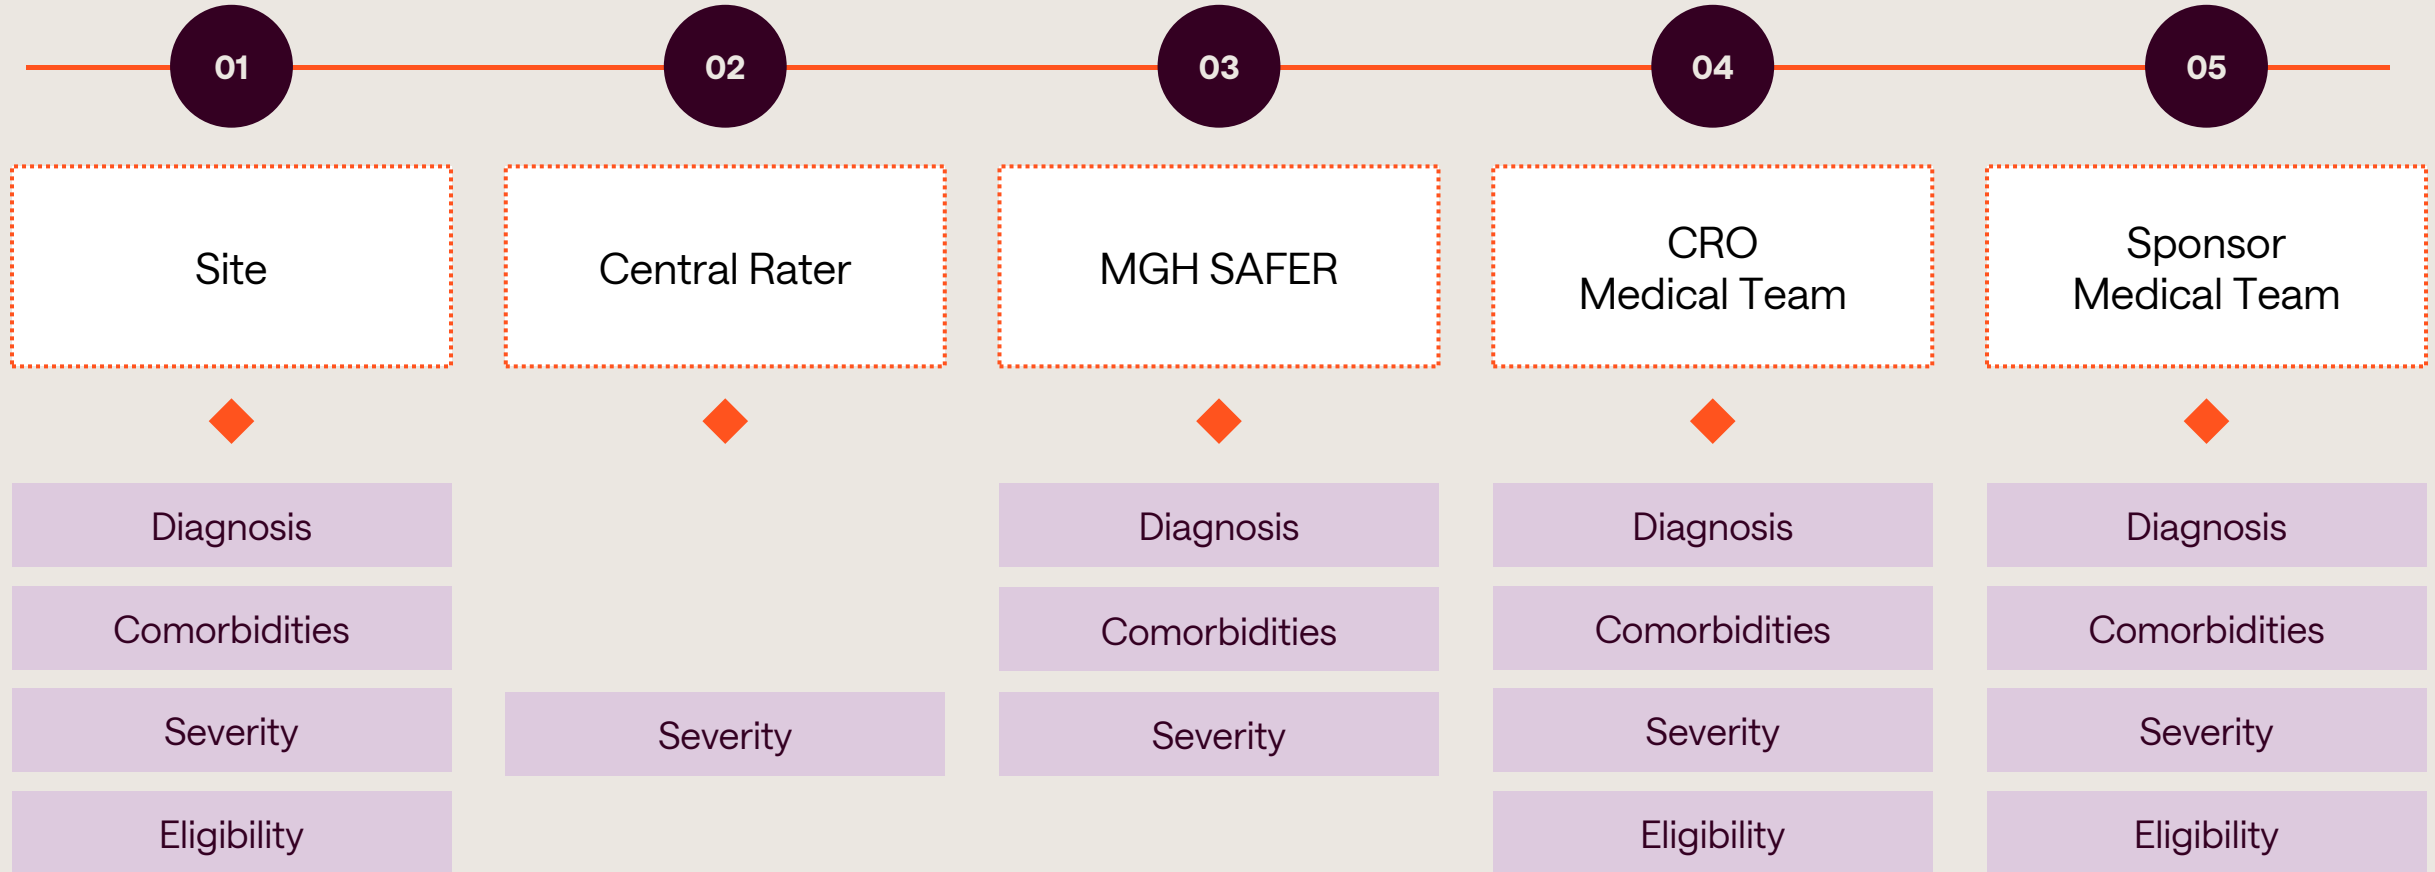 01
02
03
04
05
Site
Central Rater
MGH SAFER
CRO
Medical Team
Sponsor
Medical Team
Diagnosis
Diagnosis
Diagnosis
Diagnosis
Comorbidities
Comorbidities
Comorbidities
Comorbidities
Severity
Severity
Severity
Severity
Severity
Eligibility
Eligibility
Eligibility